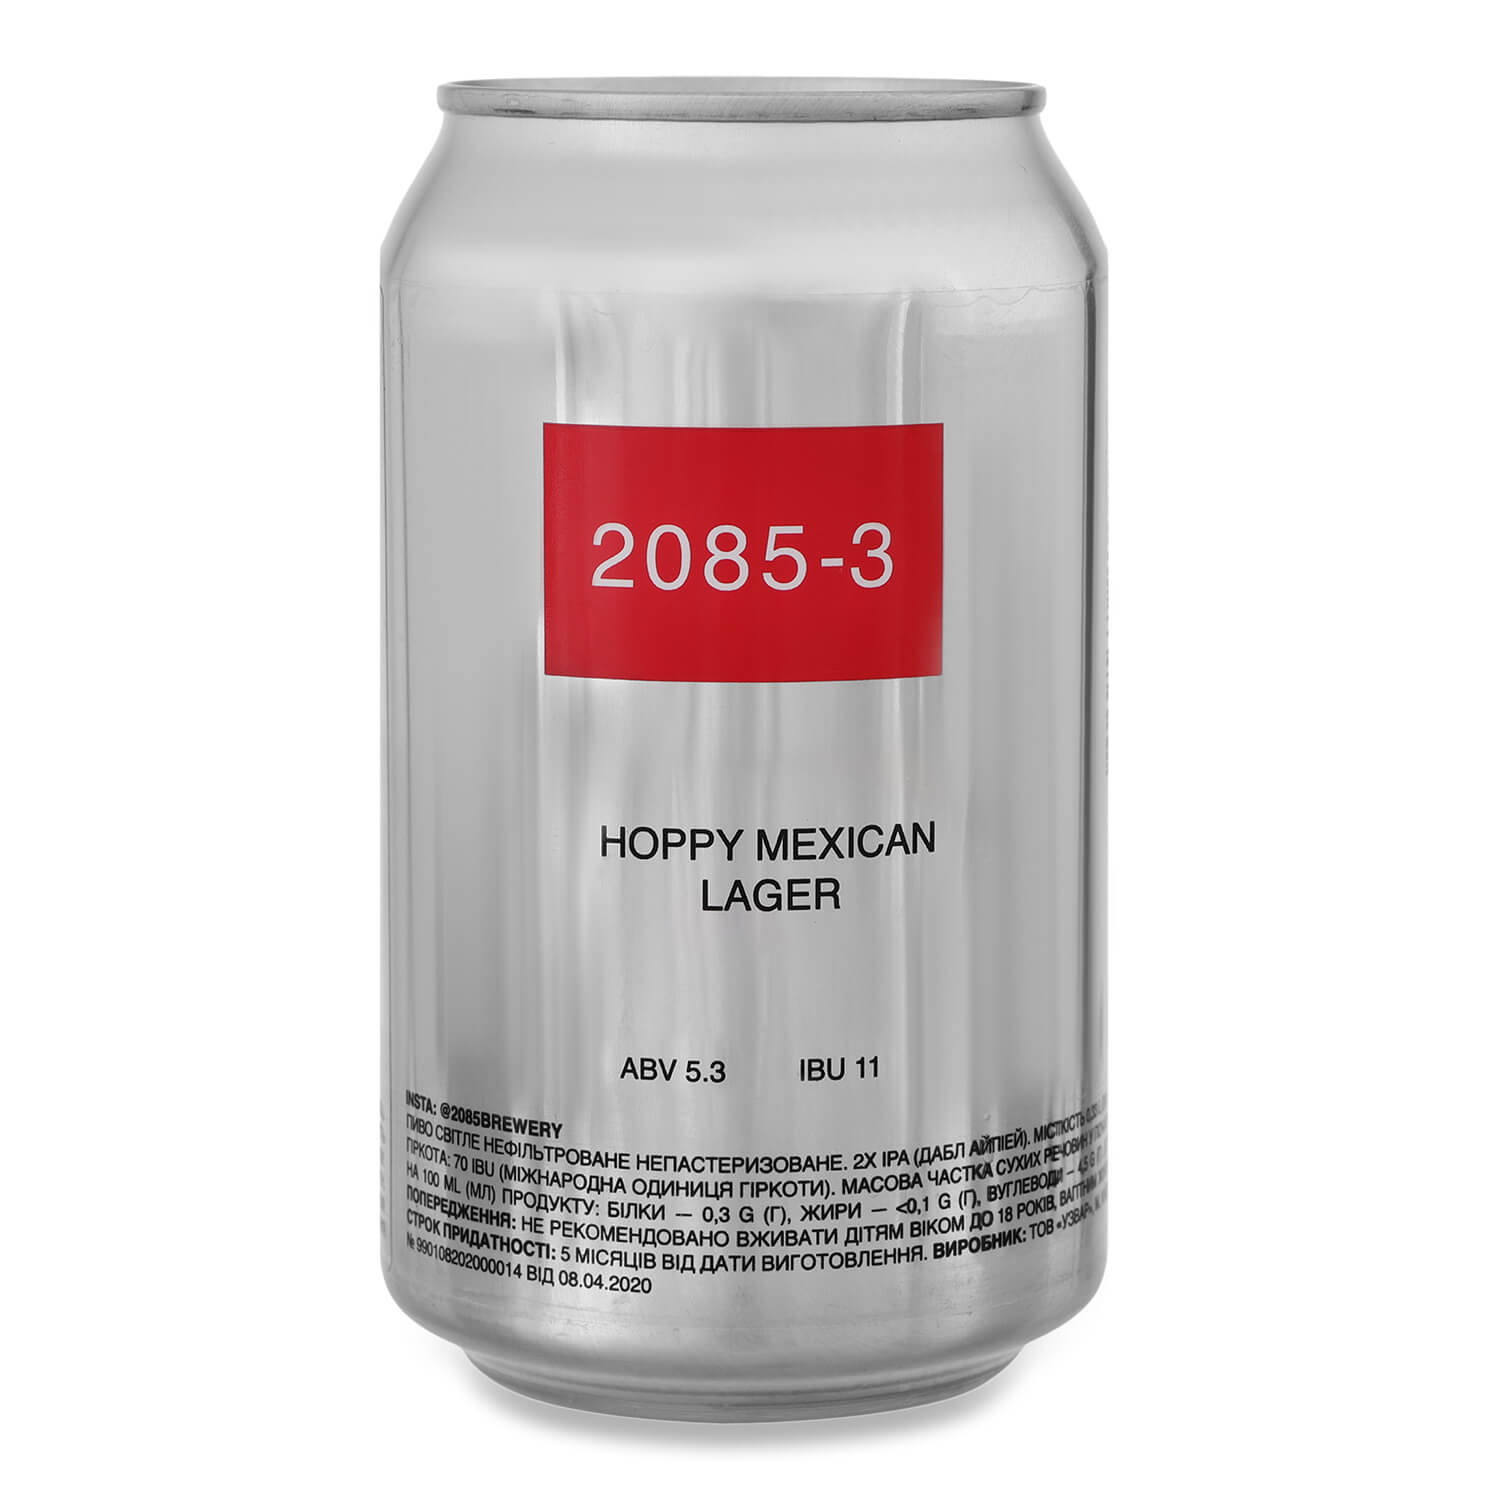 2085-3
HOPPY MEXICAN
LAGER
ABV 5.3 IBU 11
INSTA: @2085BREWERY
ПИВО СВІТЛЕ НЕФІЛЬТРОВАНЕ НЕПАСТЕРИЗОВАНЕ. 2X IPA (ДАБЛ АЙПІЕЙ). МІСТКІСТЬ
ГІРКОТА: 70 IBU (МІЖНАРОДНА ОДИНИЦЯ ГІРКОТИ). МАСОВА ЧАСТКА СУХИХ РЕЧОВИН
НА 100 ML (МЛ) ПРОДУКТУ: БІЛКИ — 0,3 G (Г), ЖИРИ — <0,1 G (Г), ВУГЛЕВОДИ — 4,5 G
ПОПЕРЕДЖЕННЯ: НЕ РЕКОМЕНДОВАНО ВЖИВАТИ ДІТЯМ ВІКОМ ДО 18 РОКІВ, ВАГІТНИМ
СТРОК ПРИДАТНОСТІ: 5 МІСЯЦІВ ВІД ДАТИ ВИГОТОВЛЕННЯ. ВИРОБНИК: ТОВ «УЗВАР»,
№ 990108202000014 ВІД 08.04.2020